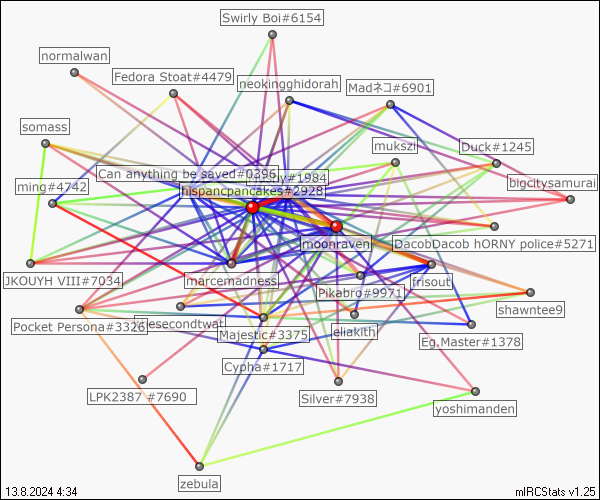 Swirly Boi#6154
normalwan
Fedora Stoat#4479
neokingghidorah
Madネコ#6901
somass
mukszi
Duck#1245
Can anything be saved#0396
#1984
ming#4742
hispancpancakes#2928
bigcitysamurai
moonraven
DacobDacob hORNY police#5271
JKOUYH VIII#7034
marcemadness
Pikabro#9971
frisout
shawntee9
Pocket Persona#3326
esecondtwat
Majestic#3375
eliakith
Eg.Master#1378
Cypha#1717
LPK2387 #7690
Silver#7938
yoshimanden
zebula
13.8.2024 4:34
mIRCStats v1.25